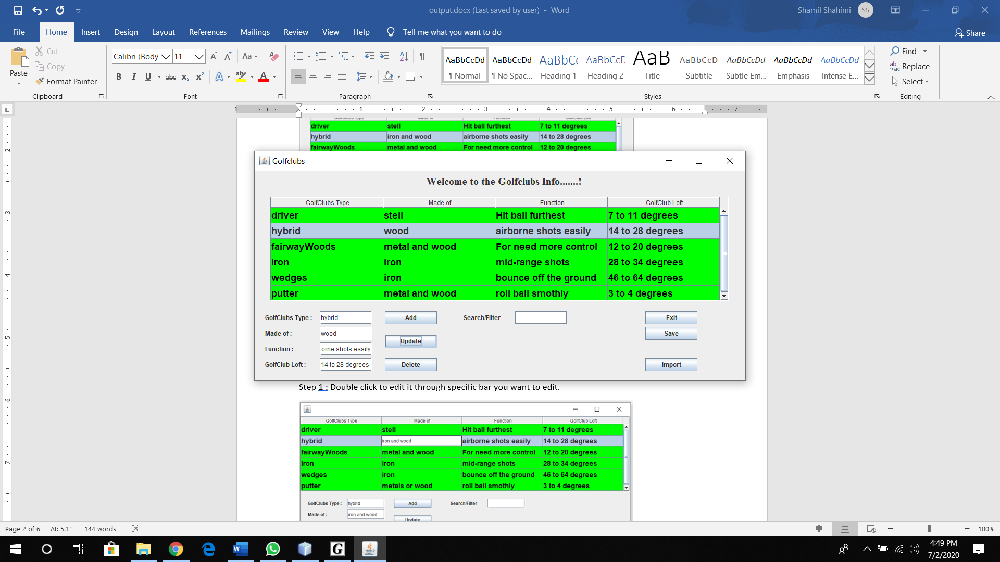 output.docx (Last saved by user) - Word
Shamil Shahimi SS
File Home Insert Design Layout References Mailings Review View Help Tell me what you want to do Share
Paste
Cut
Copy
Format Painter
Clipboard
Calibri (Body 11
Font
Paragraph
AaBbCcDd AaBbCcDd AaBbCc AaBbCcE AaB AaBbCcD AaBbCcDd AaBbCcDd AaBbCcDd
¶ Normal ¶ No Spac... Heading 1 Heading 2 Title Subtitle Subtle Em... Emphasis Intense E...
Styles
Find
Replace
Select
Editing
1 1 2 3 4 5 6 7
driver stell Hit ball furthest 7 to 11 degrees
hybrid iron and wood airborne shots easily 14 to 28 degrees
fairwayWoods metal and wood For need more control 12 to 20 degrees
Golfclubs
Welcome to the Golfclubs Info.......!
GolfClubs Type Made of Function GolfClub Loft
driver stell Hit ball furthest 7 to 11 degrees
hybrid wood airborne shots easily 14 to 28 degrees
fairwayWoods metal and wood For need more control 12 to 20 degrees
iron iron mid-range shots 28 to 34 degrees
wedges iron bounce off the ground 46 to 64 degrees
putter metal and wood roll ball smothly 3 to 4 degrees
GolfClubs Type : hybrid Add Search/Filter Exit
Made of : wood Save
Update
Function : orne shots easily
GolfClub Loft : 14 to 28 degrees Delete Import
Step 1 : Double click to edit it through specific bar you want to edit.
GolfClubs Type Made of Function GolfClub Loft
driver stell Hit ball furthest 7 to 11 degrees
hybrid iron and wood airborne shots easily 14 to 28 degrees
fairwayWoods metal and wood For need more control 12 to 20 degrees
iron iron mid-range shots 28 to 34 degrees
wedges iron bounce off the ground 46 to 64 degrees
putter metals or wood roll ball smothly 3 to 4 degrees
GolfClubs Type : hybrid Add Search/Filter
Made of : iron and wood
Update
Page 2 of 6 At: 5.1" 144 words 100%
4:49 PM
7/2/2020